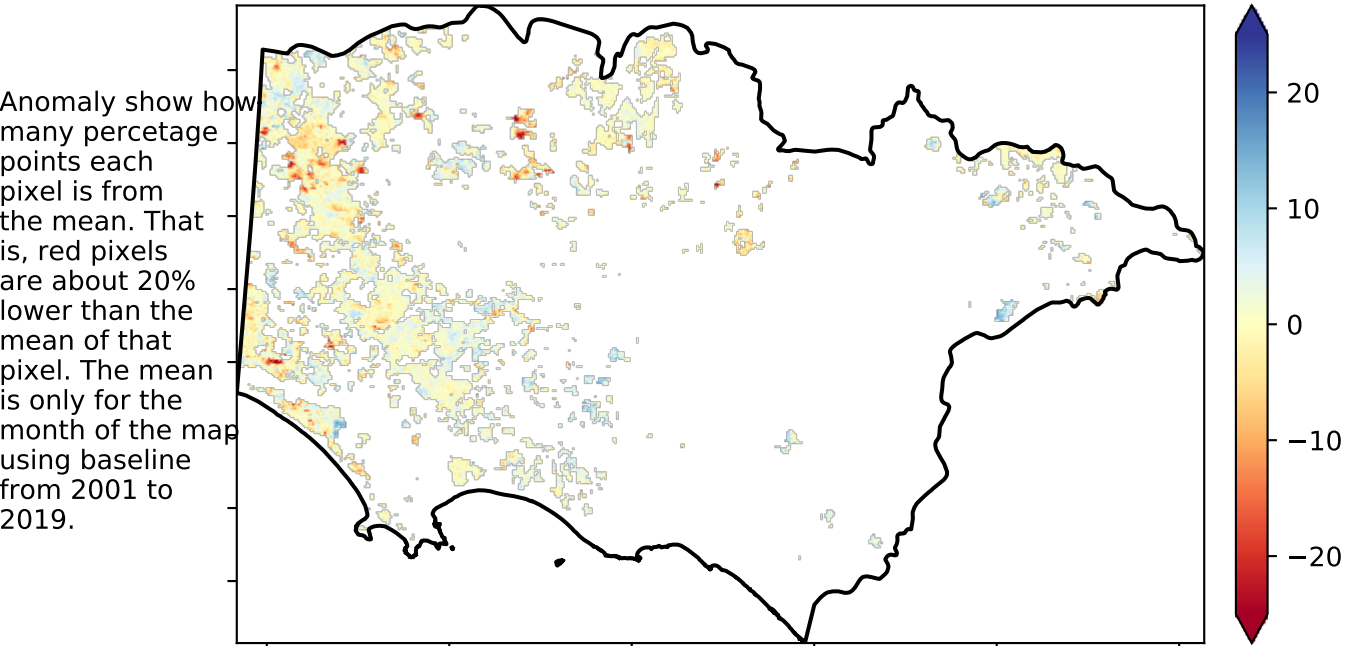 Anomaly show how
many percetage
points each
pixel is from
the mean. That
is, red pixels
are about 20%
lower than the
mean of that
pixel. The mean
is only for the
month of the map
using baseline
from 2001 to
2019.
20
10
0
−10
−20